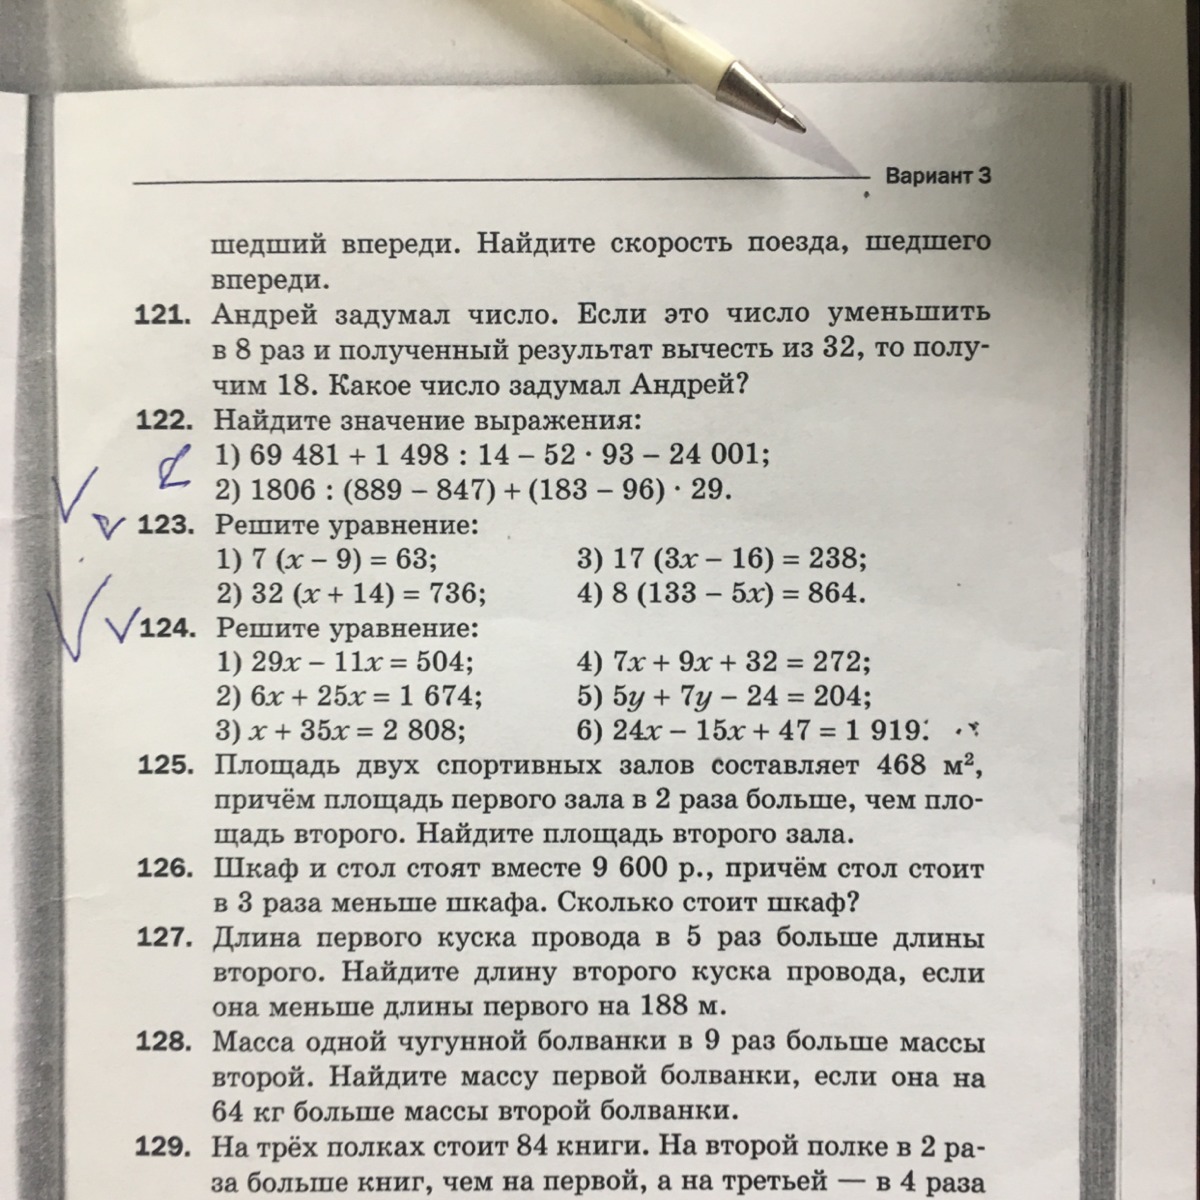 Вариант 3
шедший впереди. Найдите скорость поезда, шедшего
впереди.
121. Андрей задумал число. Если это число уменьшить
в 8 раз и полученный результат вычесть из 32, то полу-
чим 18. Какое число задумал Андрей?
122. Найдите значение выражения:
1) 69 481 + 1 498 : 14 – 52 · 93 – 24 001;
2) 1806 : (889 – 847) + (183 – 96) · 29.
123. Решите уравнение:
1) 7 (x – 9) = 63; 3) 17 (3x – 16) = 238;
2) 32 (x + 14) = 736; 4) 8 (133 – 5x) = 864.
124. Решите уравнение:
1) 29x – 11x = 504; 4) 7x + 9x + 32 = 272;
2) 6x + 25x = 1 674; 5) 5y + 7y – 24 = 204;
3) x + 35x = 2 808; 6) 24x – 15x + 47 = 1 919.
125. Площадь двух спортивных залов составляет 468 м²,
причём площадь первого зала в 2 раза больше, чем пло-
щадь второго. Найдите площадь второго зала.
126. Шкаф и стол стоят вместе 9 600 р., причём стол стоит
в 3 раза меньше шкафа. Сколько стоит шкаф?
127. Длина первого куска провода в 5 раз больше длины
второго. Найдите длину второго куска провода, если
она меньше длины первого на 188 м.
128. Масса одной чугунной болванки в 9 раз больше массы
второй. Найдите массу первой болванки, если она на
64 кг больше массы второй болванки.
129. На трёх полках стоит 84 книги. На второй полке в 2 ра-
за больше книг, чем на первой, а на третьей — в 4 раза